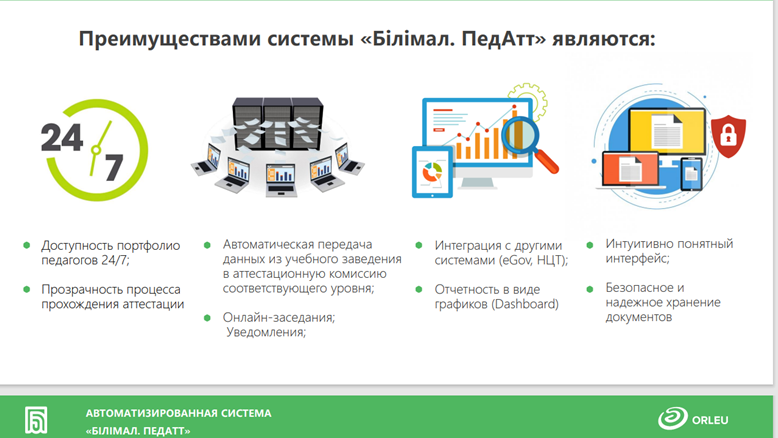 Преимуществами системы «Білімал. ПедАтт» являются:
24
7
Доступность портфолио
педагогов 24/7;
Прозрачность процесса
прохождения аттестации
Автоматическая передача
данных из учебного заведения
в аттестационную комиссию
соответствующего уровня;
Онлайн-заседания;
Уведомления;
Интеграция с другими
системами (eGov, НЦТ);
Отчетность в виде
графиков (Dashboard)
Интуитивно понятный
интерфейс;
Безопасное и
надежное хранение
документов
АВТОМАТИЗИРОВАННАЯ СИСТЕМА
«БІЛІМАЛ. ПЕДАТТ»
ORLEU